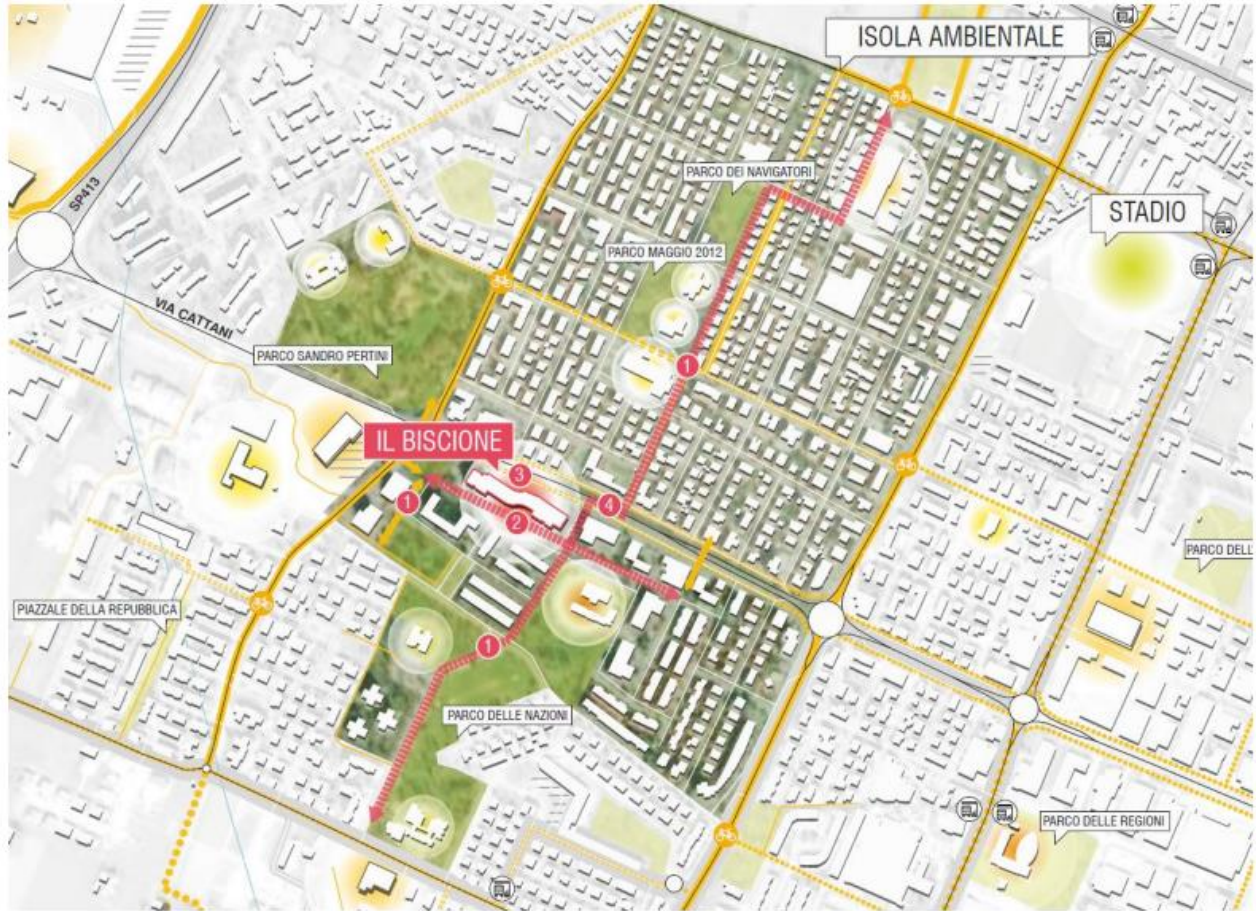 ISOLA AMBIENTALE
PARCO DEI NAVIGATORI
STADIO
SP413
PARCO MAGGIO 2012
VIA CATTANI
PARCO SANDRO PERTINI
1
IL BISCIONE
3
1
4
2
PARCO DELL
PIAZZALE DELLA REPUBBLICA
1
PARCO DELLE NAZIONI
PARCO DELLE REGIONI